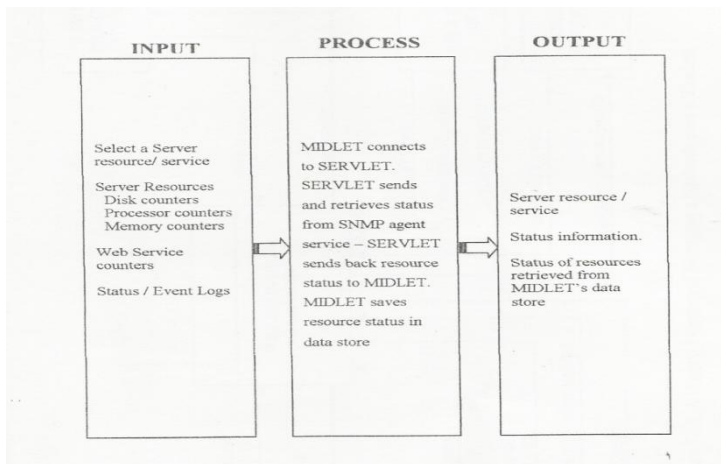 INPUT
PROCESS
OUTPUT
Select a Server
resource/ service
Server Resources
Disk counters
Processor counters
Memory counters
Web Service
counters
Status / Event Logs
MIDLET connects
to SERVLET.
SERVLET sends
and retrieves status
from SNMP agent
service – SERVLET
sends back resource
status to MIDLET.
MIDLET saves
resource status in
data store
Server resource /
service
Status information.
Status of resources
retrieved from
MIDLET's data
store